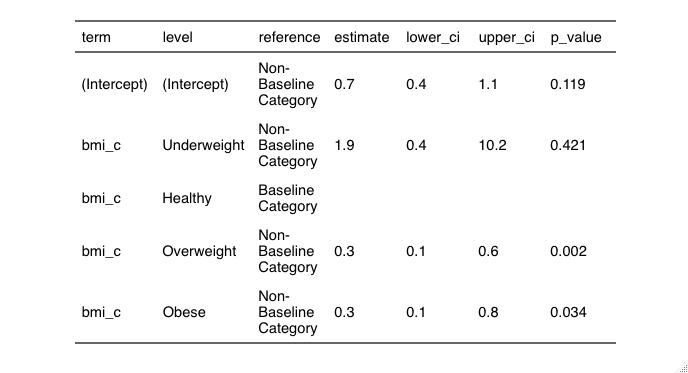 term level reference estimate lower_ci upper_ci p_value
(Intercept) (Intercept) Non-Baseline Category 0.7 0.4 1.1 0.119
bmi_c Underweight Non-Baseline Category 1.9 0.4 10.2 0.421
bmi_c Healthy Baseline Category
bmi_c Overweight Non-Baseline Category 0.3 0.1 0.6 0.002
bmi_c Obese Non-Baseline Category 0.3 0.1 0.8 0.034